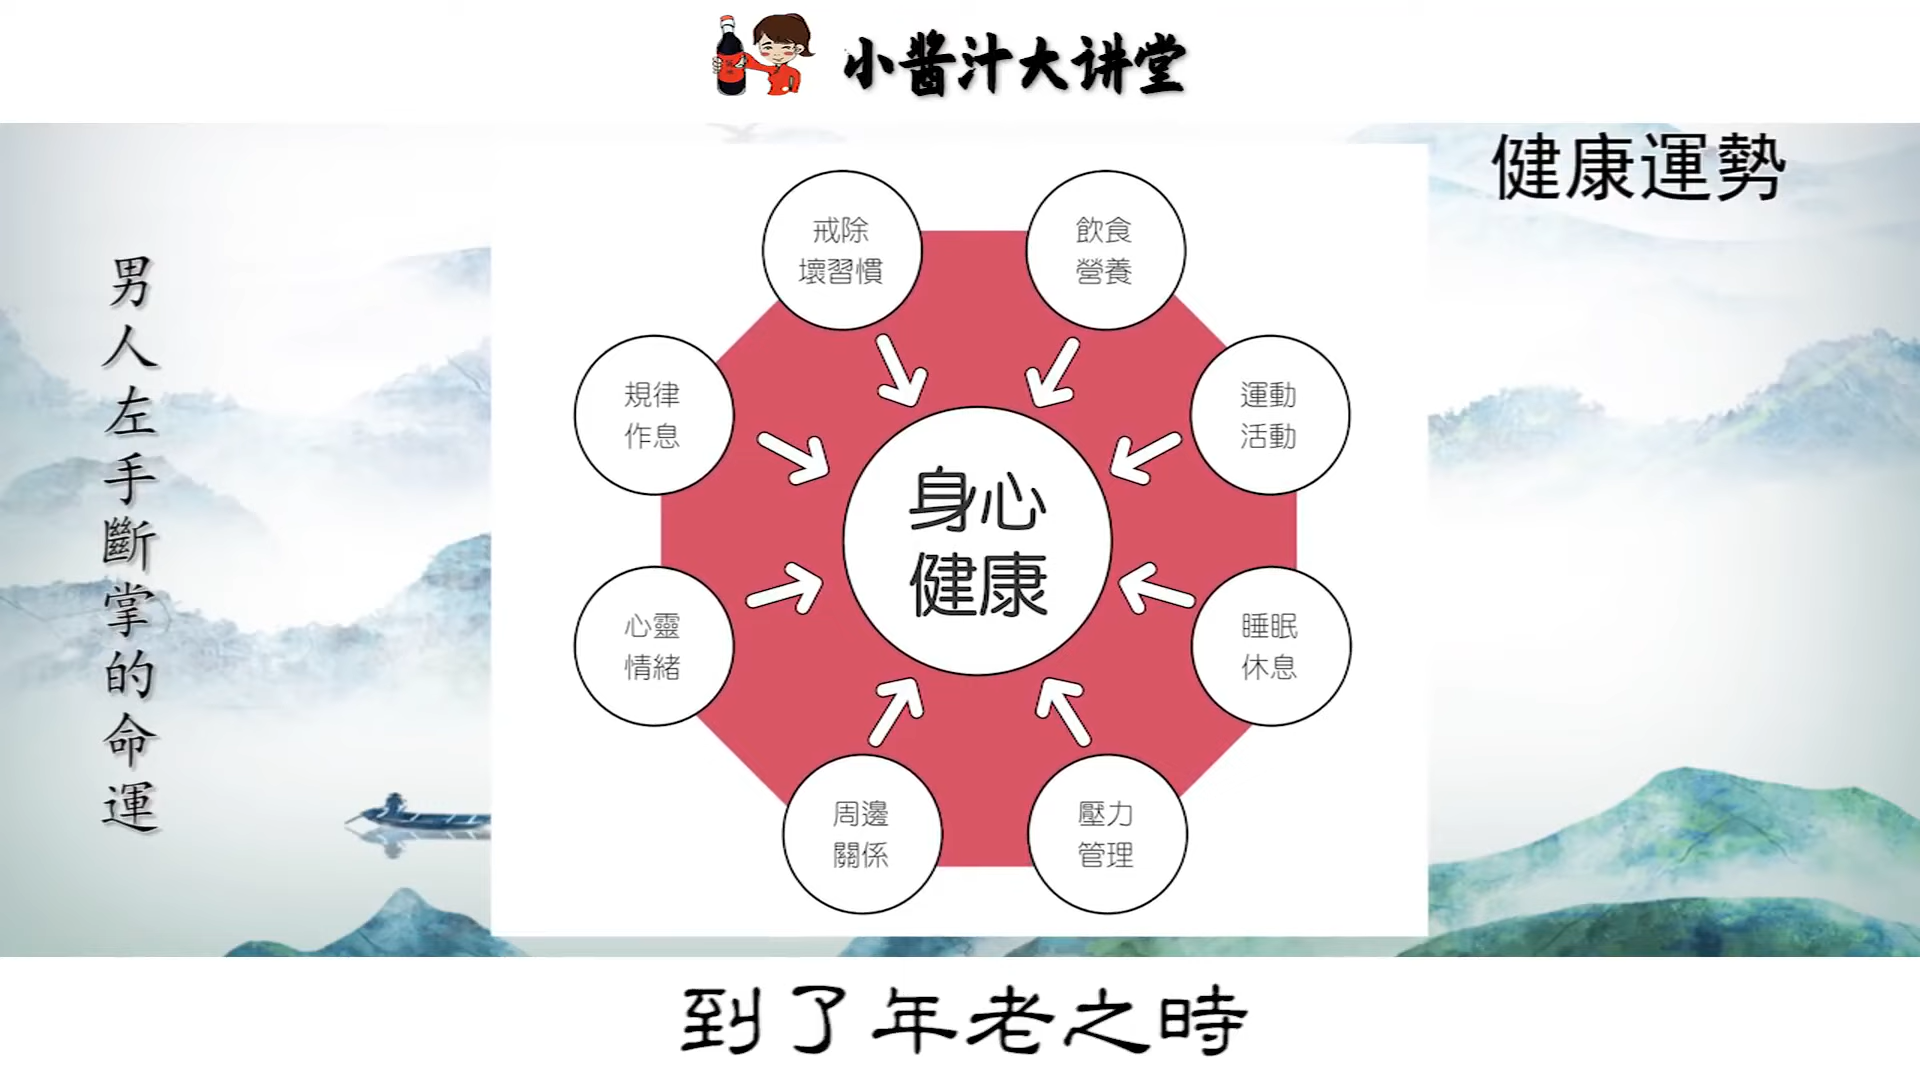 小酱汁大讲堂
健康運勢
男人左手斷掌的命運
戒除
壞習慣
飲食
營養
規律
作息
運動
活動
身心
健康
心靈
情緒
睡眠
休息
周邊
關係
壓力
管理
到了年老之時